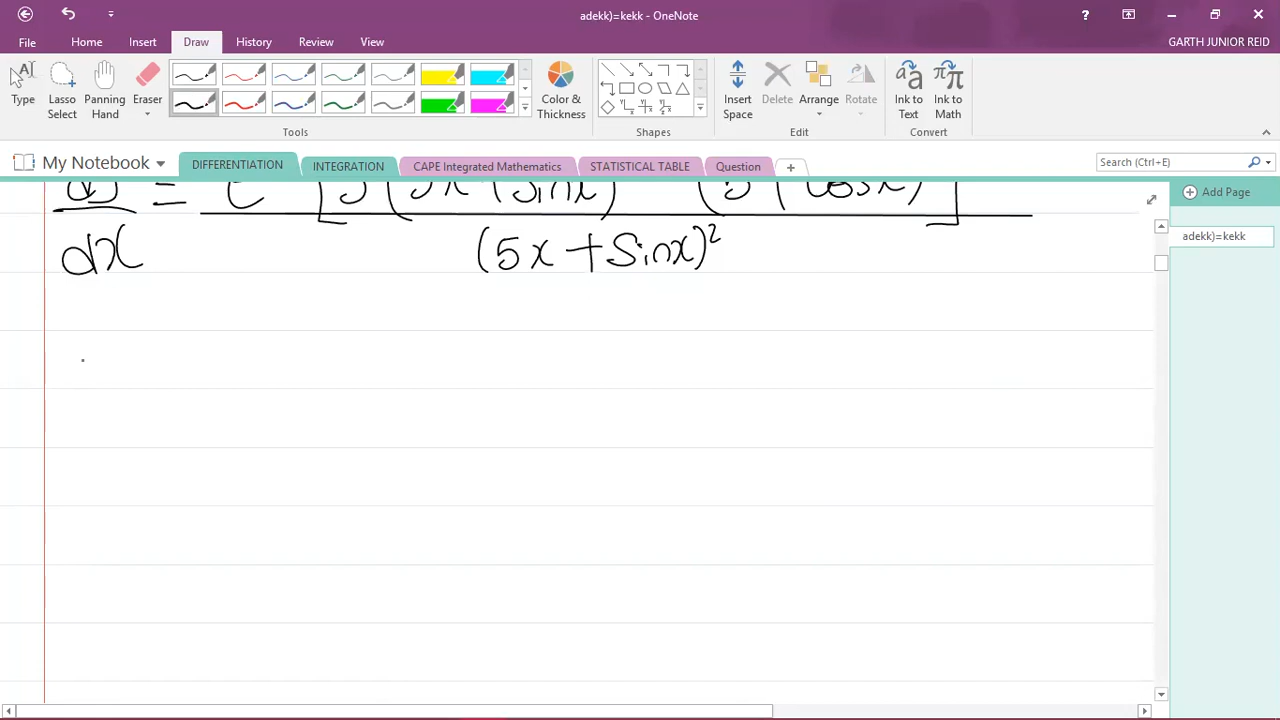 adekk)=kekk - OneNote
File Home Insert Draw History Review View
GARTH JUNIOR REID
Type
Lasso Select
Panning Hand
Eraser
Color & Thickness
Insert Space
Delete
Arrange
Rotate
Ink to Text
Ink to Math
Tools
Shapes
Edit
Convert
My Notebook
DIFFERENTIATION
INTEGRATION
CAPE Integrated Mathematics
STATISTICAL TABLE
Question
Search (Ctrl+E)
Add Page
adekk)=kekk
dx
(5x+Sinx)²